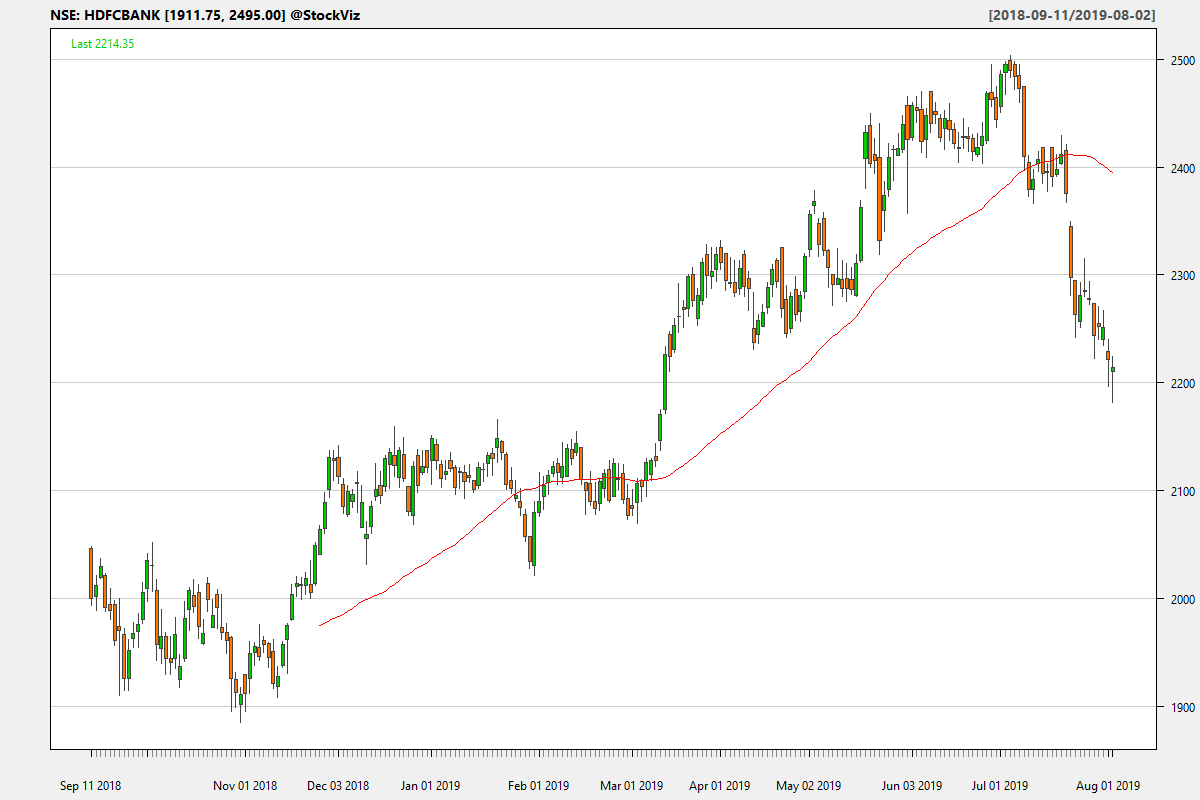 NSE: HDFCBANK [1911.75, 2495.00] @StockViz
[2018-09-11/2019-08-02]
Last 2214.35
2500
2400
2300
2200
2100
2000
1900
Sep 11 2018
Nov 01 2018
Dec 03 2018
Jan 01 2019
Feb 01 2019
Mar 01 2019
Apr 01 2019
May 02 2019
Jun 03 2019
Jul 01 2019
Aug 01 2019